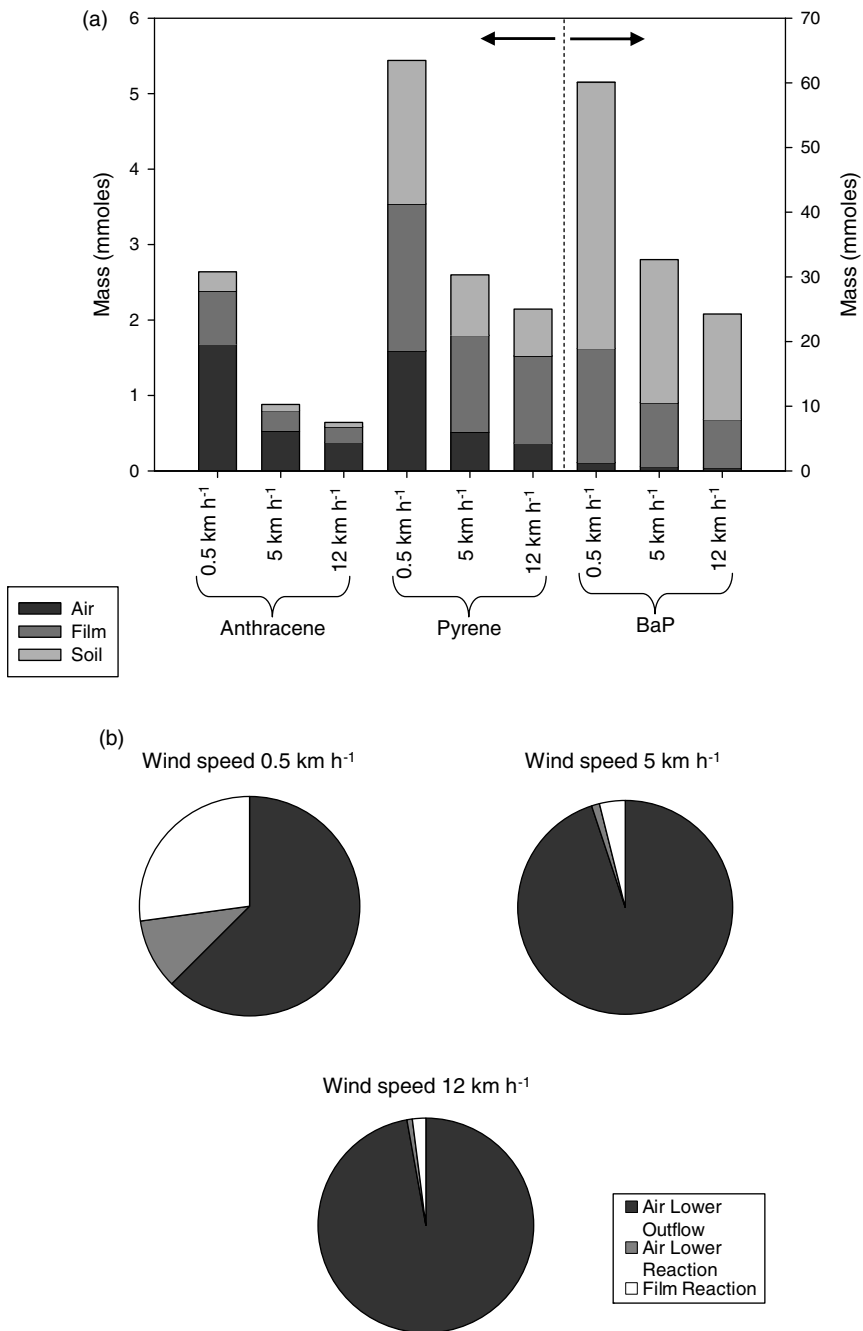 (a)
6
5
4
3
2
1
0
Mass (mmoles)
70
60
50
40
30
20
10
0
Mass (mmoles)
0.5 km h-1
5 km h-1
12 km h-1
0.5 km h-1
5 km h-1
12 km h-1
0.5 km h-1
5 km h-1
12 km h-1
Anthracene
Pyrene
BaP
Air
Film
Soil
(b)
Wind speed 0.5 km h-1
Wind speed 5 km h-1
Wind speed 12 km h-1
Air Lower
Outflow
Air Lower
Reaction
Film Reaction